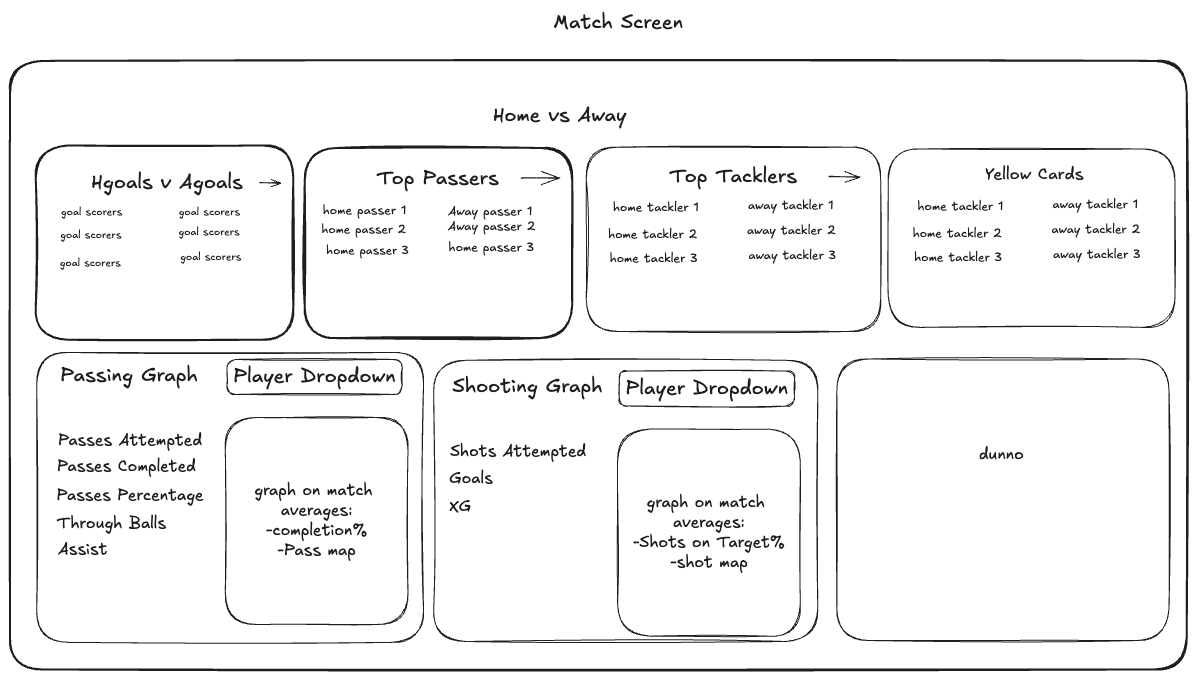 Match Screen
Home vs Away
Hgoals v Agoals
goal scorers
goal scorers
goal scorers
goal scorers
goal scorers
goal scorers
Top Passers
home passer 1
Away passer 1
home passer 2
Away passer 2
home passer 3
home passer 3
Top Tacklers
home tackler 1
away tackler 1
home tackler 2
away tackler 2
home tackler 3
away tackler 3
Yellow Cards
home tackler 1
away tackler 1
home tackler 2
away tackler 2
home tackler 3
away tackler 3
Passing Graph
Player Dropdown
Passes Attempted
Passes Completed
Passes Percentage
Through Balls
Assist
graph on match
averages:
-completion%
-Pass map
Shooting Graph
Player Dropdown
Shots Attempted
Goals
XG
graph on match
averages:
-Shots on Target%
-shot map
dunno